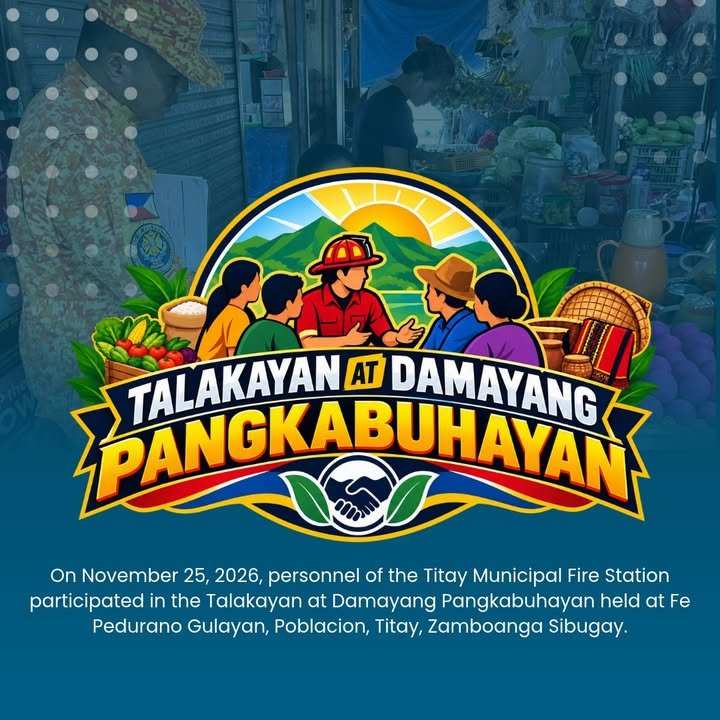 TALAKAYAN AT DAMAYANG
PANGKABUHAYAN
On November 25, 2026, personnel of the Titay Municipal Fire Station
participated in the Talakayan at Damayang Pangkabuhayan held at Fe
Pedurano Gulayan, Poblacion, Titay, Zamboanga Sibugay.